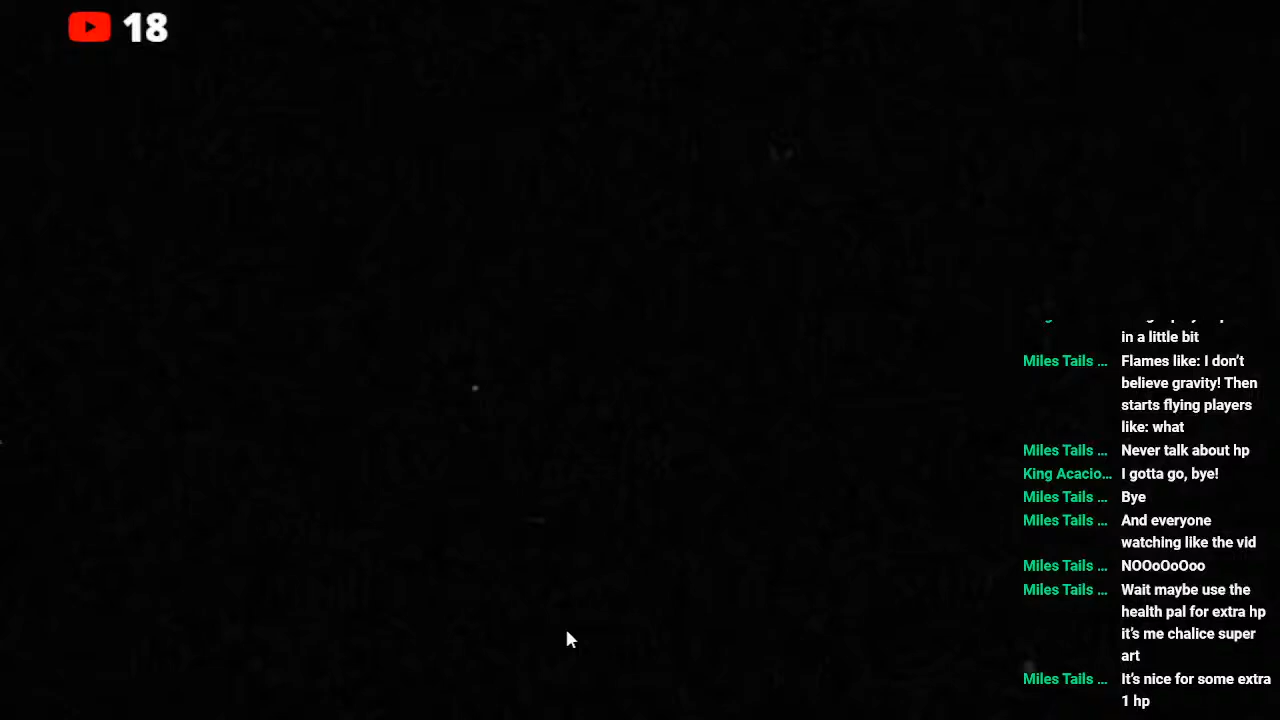 18
in a little bit
Miles Tails ... Flames like: I don't
believe gravity! Then
starts flying players
like: what
Miles Tails ... Never talk about hp
King Acacio... I gotta go, bye!
Miles Tails ... Bye
Miles Tails ... And everyone
watching like the vid
Miles Tails ... NOOoOoOoo
Miles Tails ... Wait maybe use the
health pal for extra hp
it's me chalice super
art
Miles Tails ... It's nice for some extra
1 hp